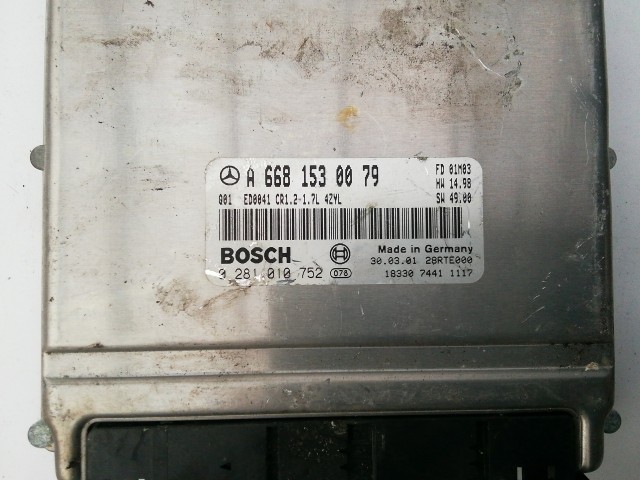 A 668 153 00 79
FD 01M03
HW 14.98
G01 ED0041 CR1.2-1.7L 4ZYL
SW 49.00
BOSCH
Made in Germany
30.03.01 28RTE000
0 281 010 752 078
18330 7441 1117